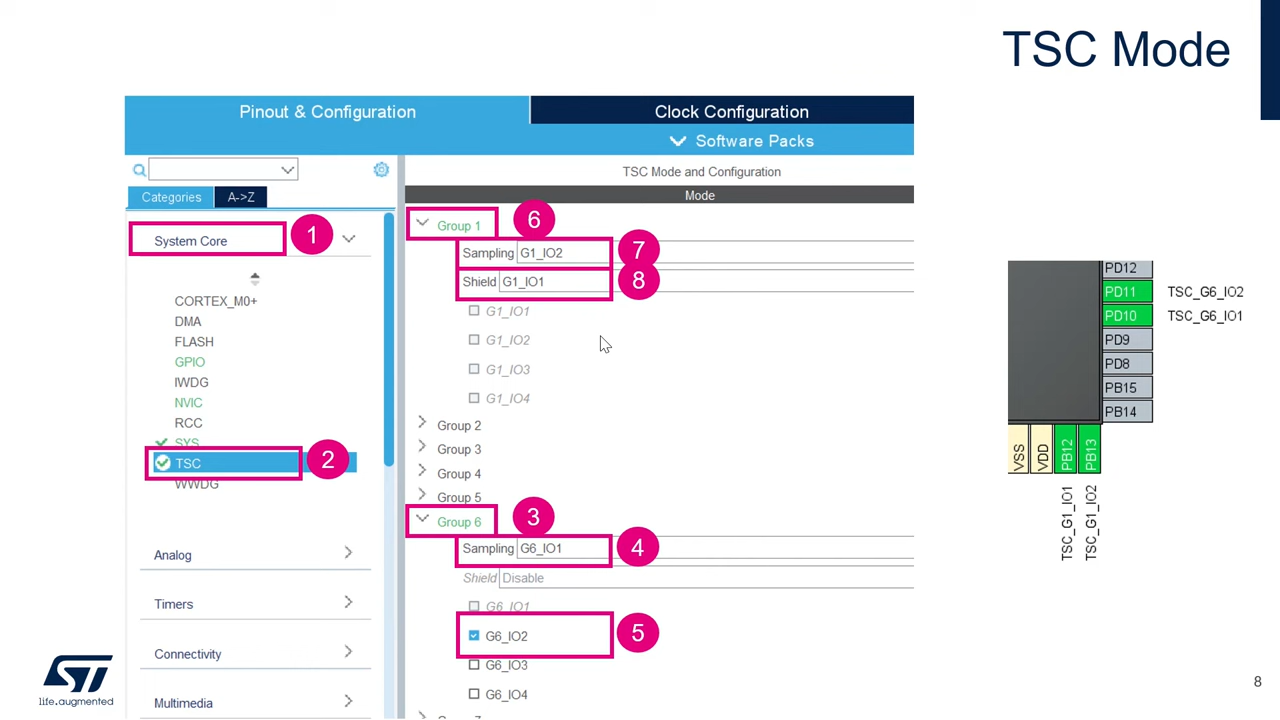 TSC Mode
Pinout & Configuration
Clock Configuration
Software Packs
TSC Mode and Configuration
Categories
A->Z
Mode
System Core
1
CORTEX_M0+
DMA
FLASH
GPIO
IWDG
NVIC
RCC
SYS
TSC
2
WWDG
Analog
Timers
Connectivity
Multimedia
Group 1
6
Sampling G1_IO2
7
Shield G1_IO1
8
G1_IO1
G1_IO2
G1_IO3
G1_IO4
Group 2
Group 3
Group 4
Group 5
Group 6
3
Sampling G6_IO1
4
Shield Disable
G6_IO1
G6_IO2
5
G6_IO3
G6_IO4
PD12
PD11 TSC_G6_IO2
PD10 TSC_G6_IO1
PD9
PD8
PB15
PB14
VSS
VDD
PB12
PB13
TSC_G1_IO1
TSC_G1_IO2
ST
life.augmented
8